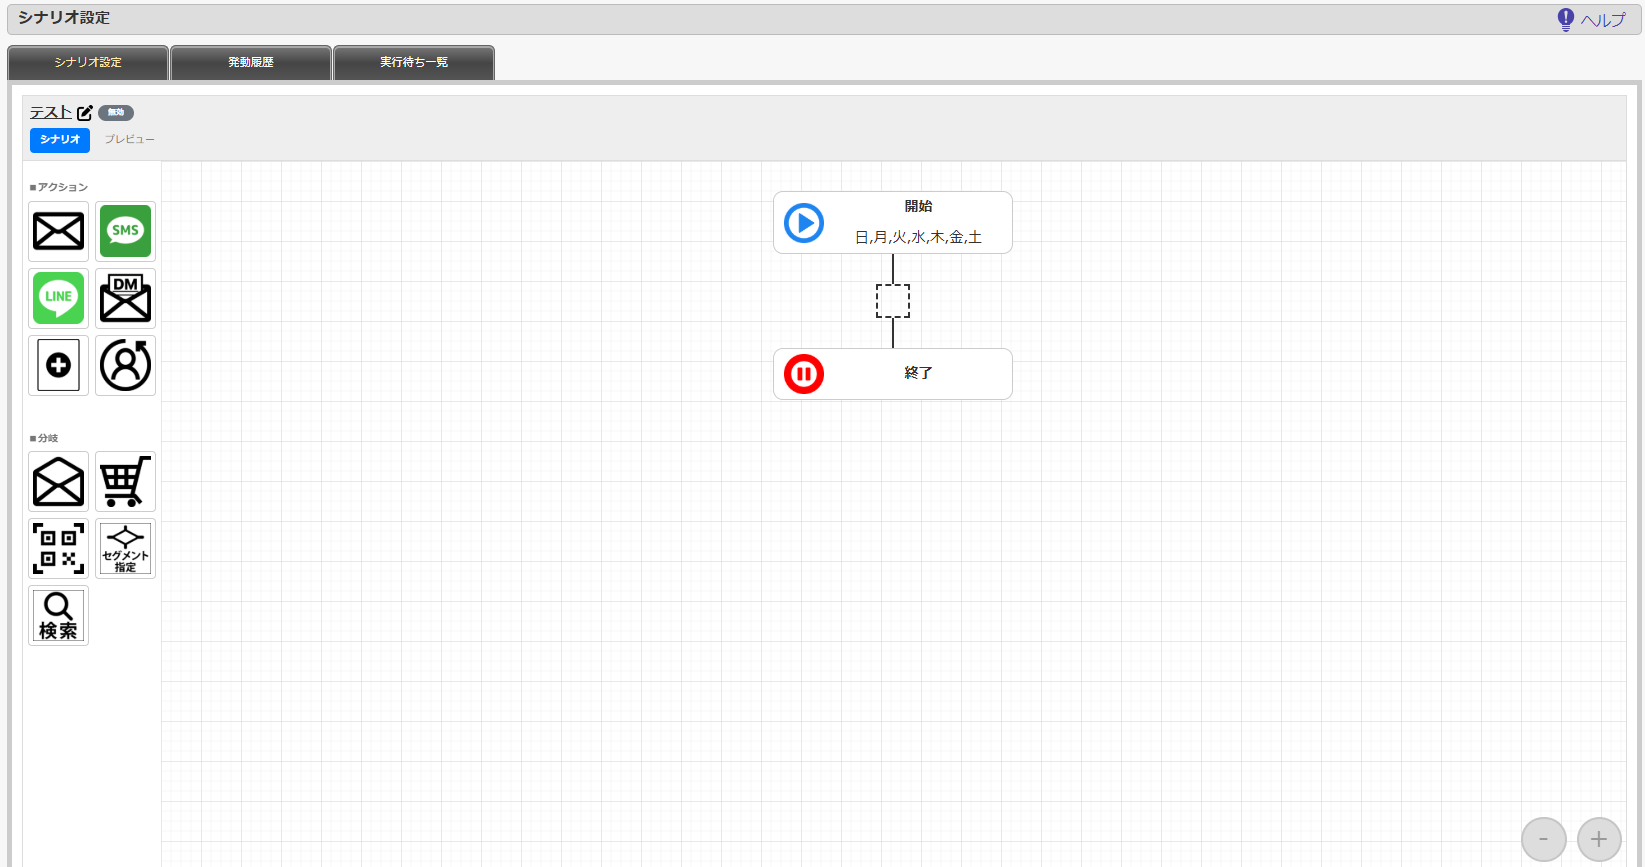 シナリオ設定
ヘルプ
シナリオ設定
発動履歴
実行待ち一覧
テスト
無効
シナリオ
プレビュー
■アクション
SMS
LINE
DM
■分岐
セグメント
指定
検索
開始
日,月,火,水,木,金,土
終了
-
+